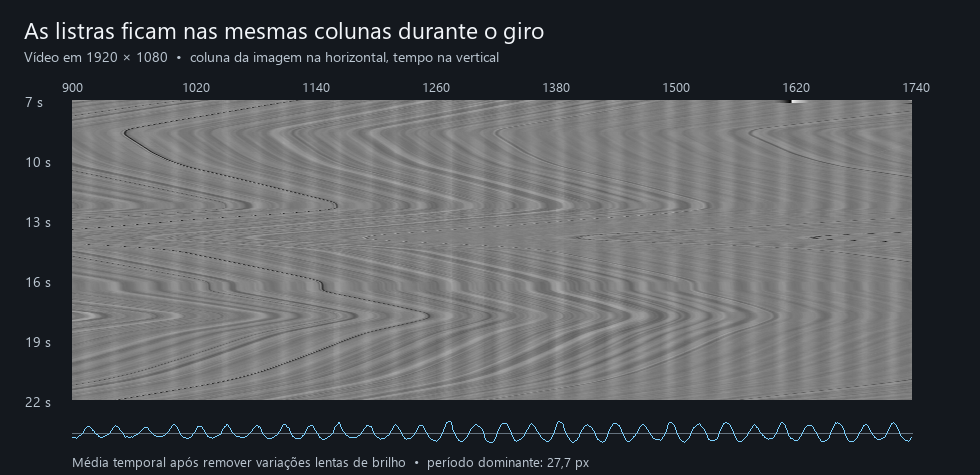 As listras ficam nas mesmas colunas durante o giro
Vídeo em 1920 × 1080 • coluna da imagem na horizontal, tempo na vertical
900 1020 1140 1260 1380 1500 1620 1740
7 s
10 s
13 s
16 s
19 s
22 s
Média temporal após remover variações lentas de brilho • período dominante: 27,7 px